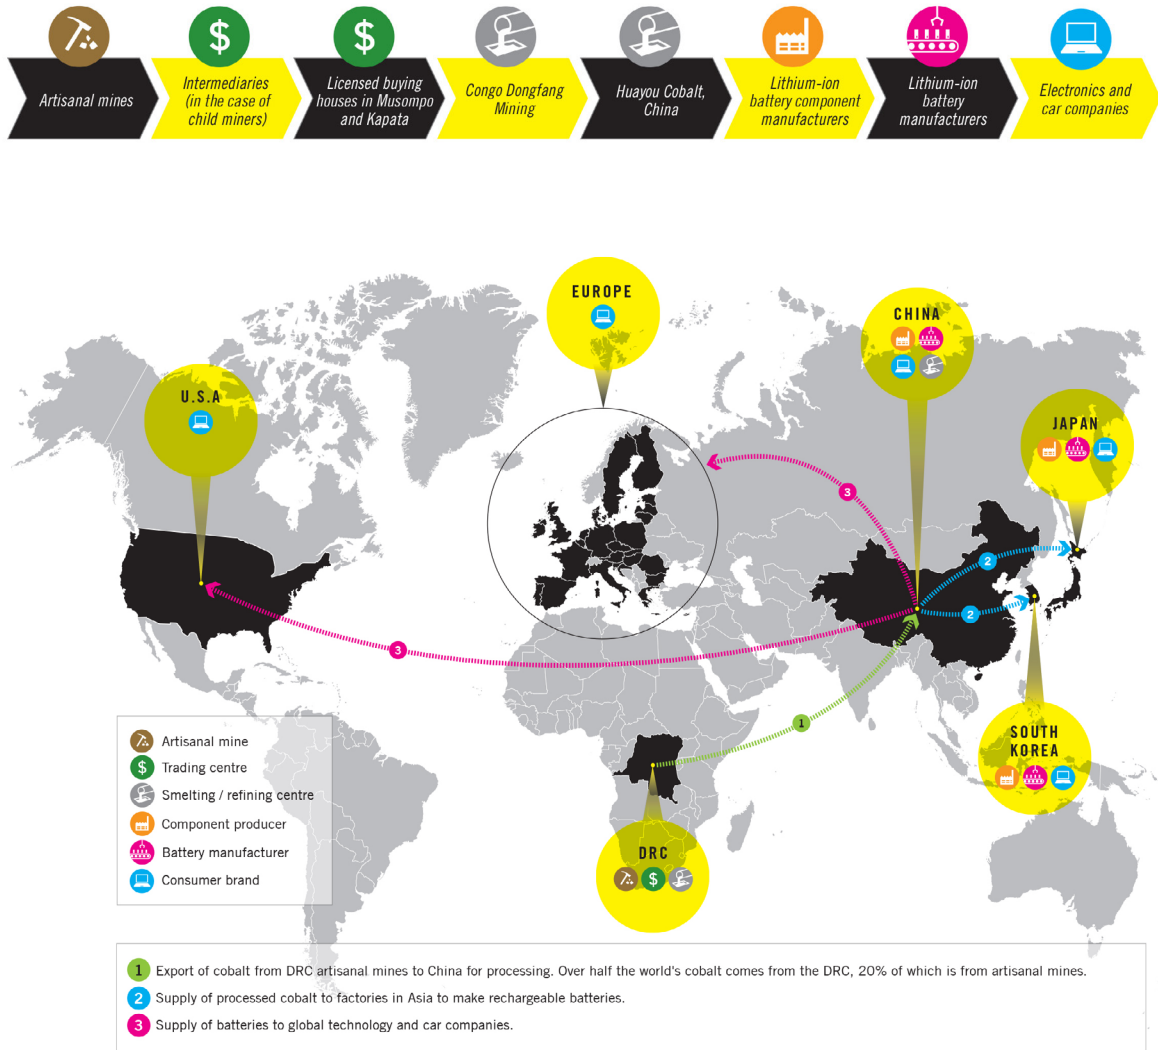 Artisanal mines
Intermediaries
(in the case of
child miners)
Licensed buying
houses in Musompo
and Kapata
Congo Dongfang
Mining
Huayou Cobalt,
China
Lithium-ion
battery component
manufacturers
Lithium-ion
battery
manufacturers
Electronics and
car companies
EUROPE
CHINA
U.S.A
JAPAN
3
2
2
3
1
SOUTH
KOREA
DRC
Artisanal mine
$ Trading centre
Smelting / refining centre
Component producer
Battery manufacturer
Consumer brand
1 Export of cobalt from DRC artisanal mines to China for processing. Over half the world's cobalt comes from the DRC, 20% of which is from artisanal mines.
2 Supply of processed cobalt to factories in Asia to make rechargeable batteries.
3 Supply of batteries to global technology and car companies.